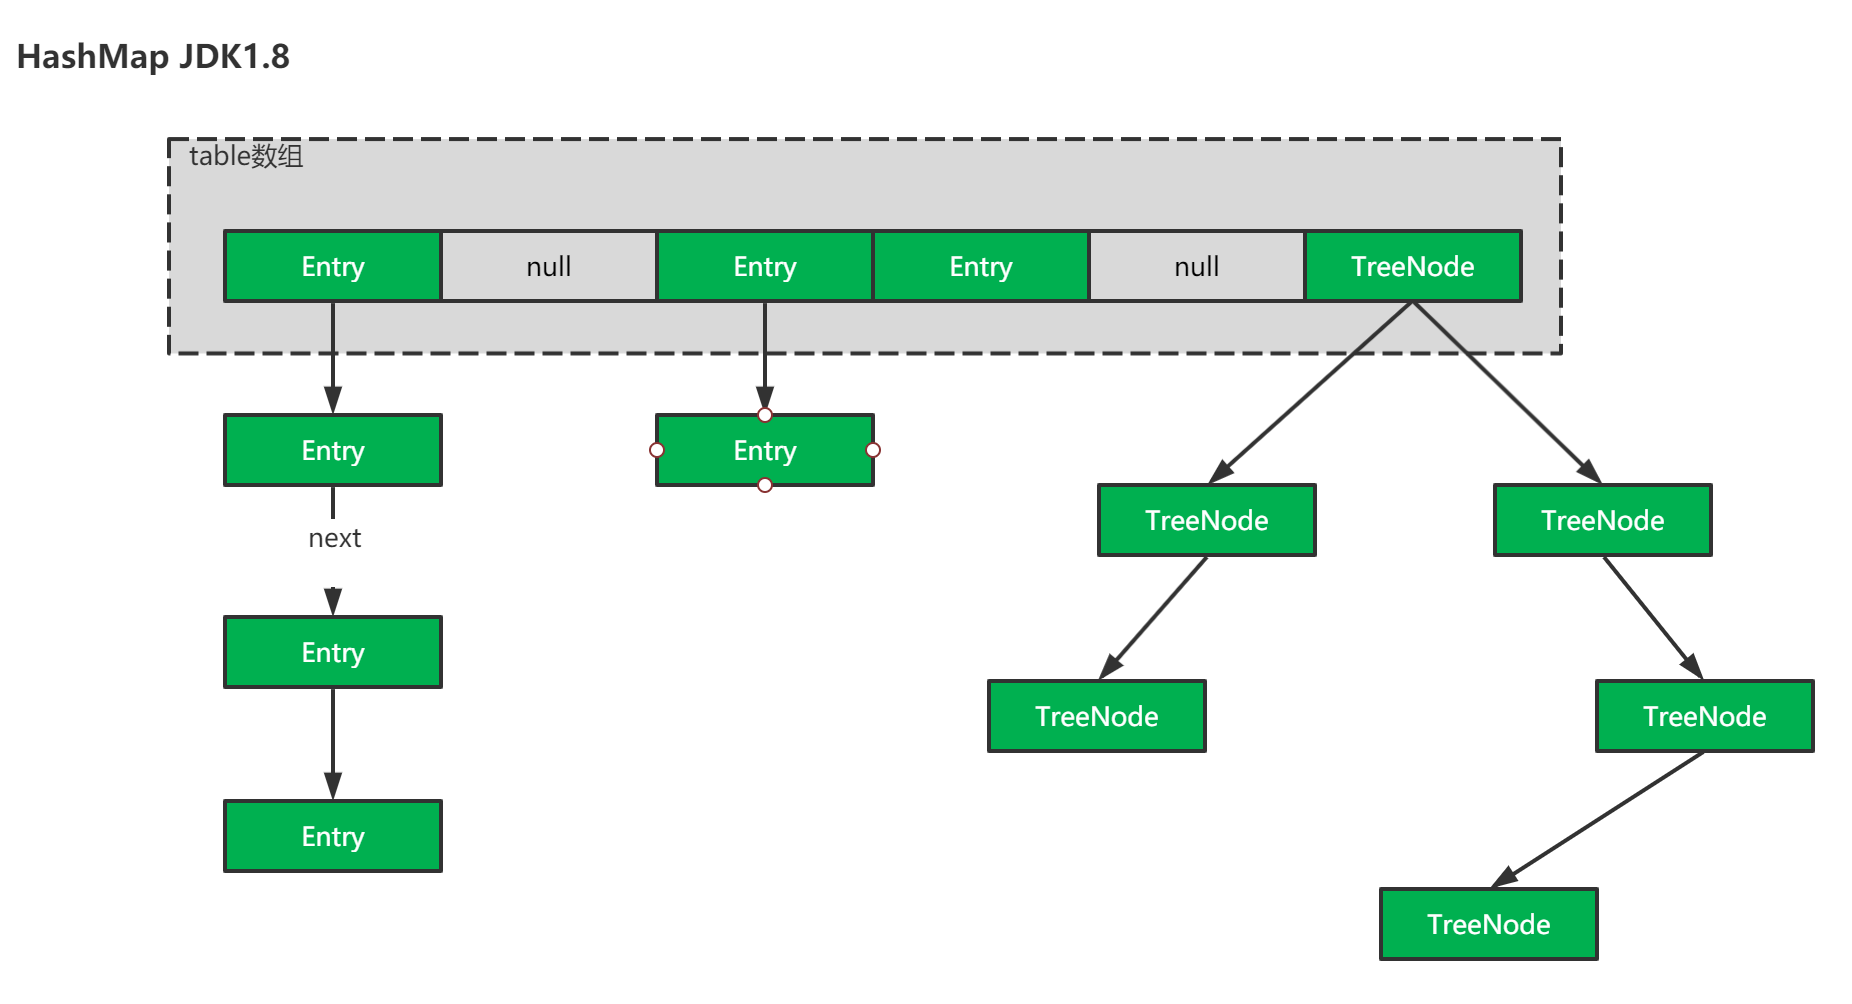 HashMap JDK1.8
table数组
Entry null Entry Entry null TreeNode
Entry Entry
TreeNode TreeNode
next
Entry
TreeNode TreeNode
Entry
TreeNode